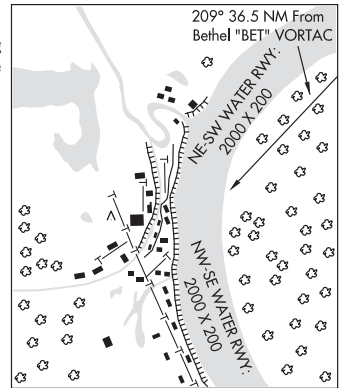 209° 36.5 NM From
Bethel "BET" VORTAC
NE-SW WATER RWY:
2000 X 200
NW-SE WATER RWY:
2000 X 200